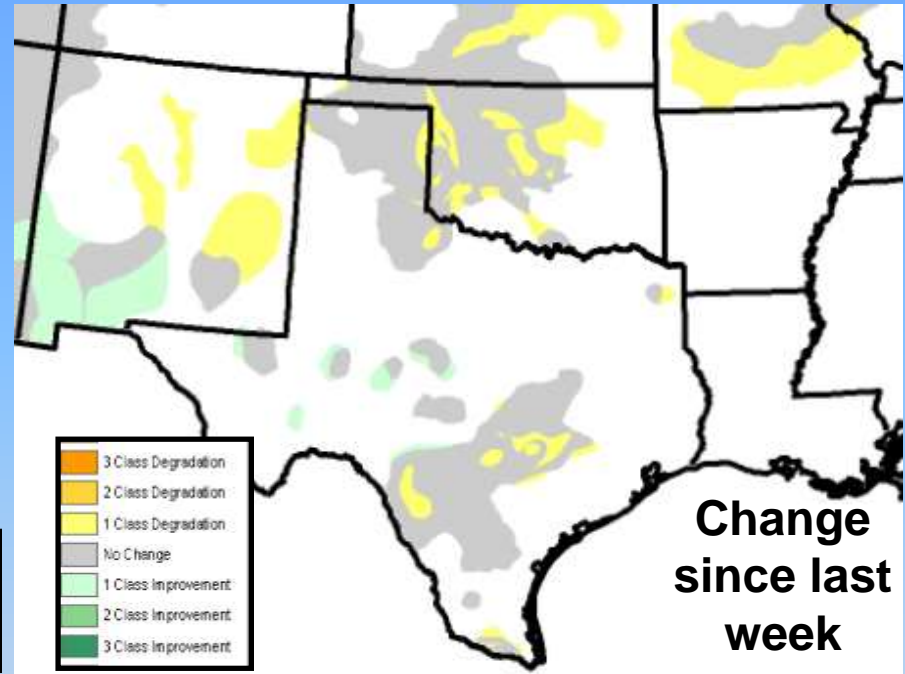 3 Class Degradation
2 Class Degradation
1 Class Degradation
No Change
1 Class Improvement
2 Class Improvement
3 Class Improvement
Change
since last
week